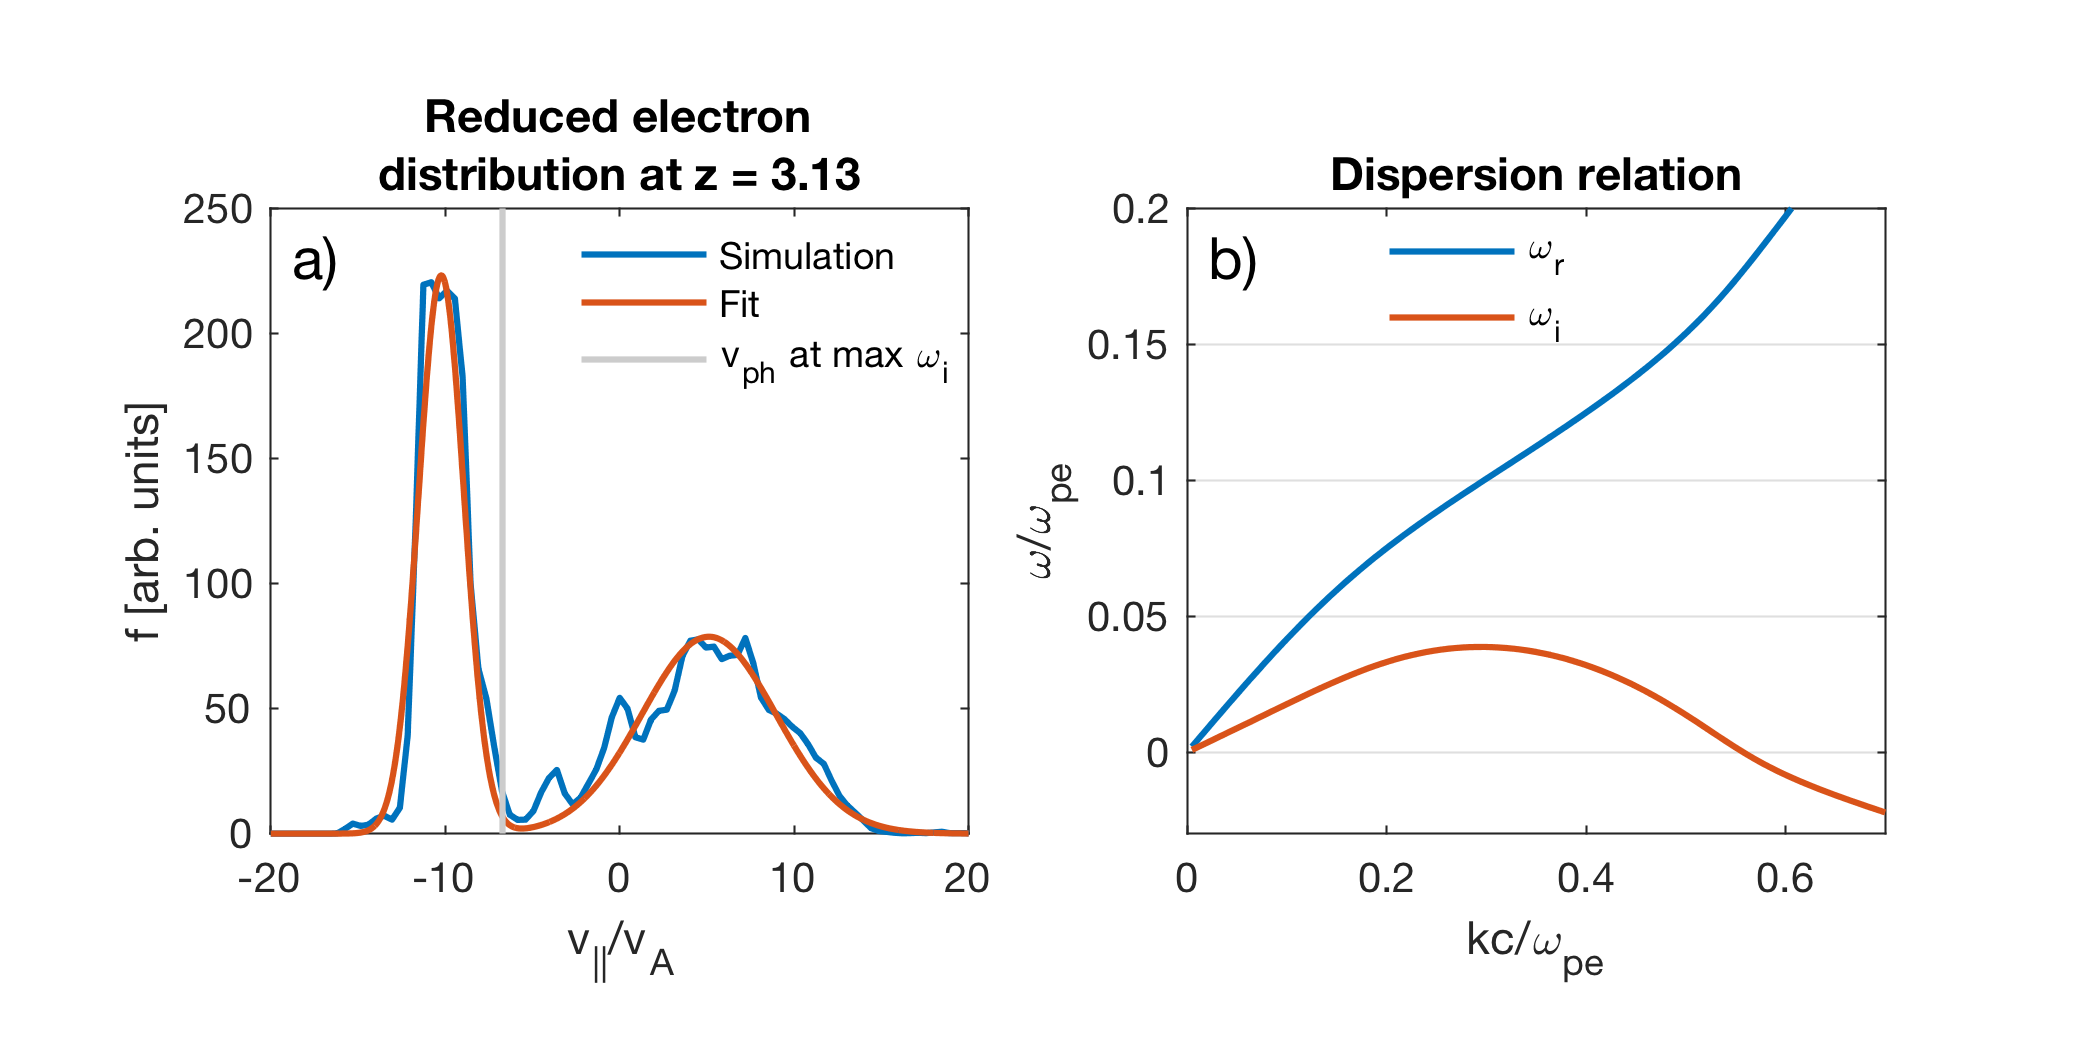 Reduced electron
distribution at z = 3.13
a)
Simulation
Fit
v_ph at max ω_i
250
200
150
100
50
0
f [arb. units]
-20 -10 0 10 20
v_||/v_A
Dispersion relation
b)
ω_r
ω_i
0.2
0.15
0.1
0.05
0
ω/ω_pe
0 0.2 0.4 0.6
kc/ω_pe